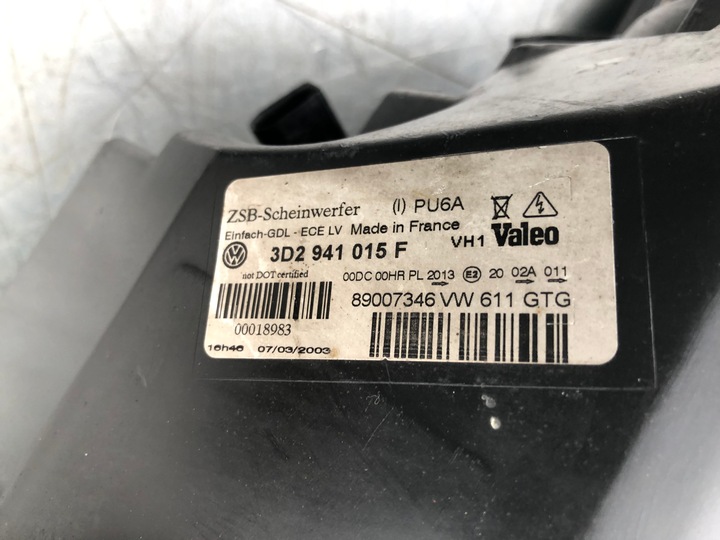 ZSB-Scheinwerfer (I) PU6A
Einfach-GDL - ECE LV Made in France
3D2 941 015 F VH1 Valeo
not DOT certified 00DC 00HR PL 2013 E2 20 02A 011
89007346 VW 611 GTG
00018983
16h46 07/03/2003